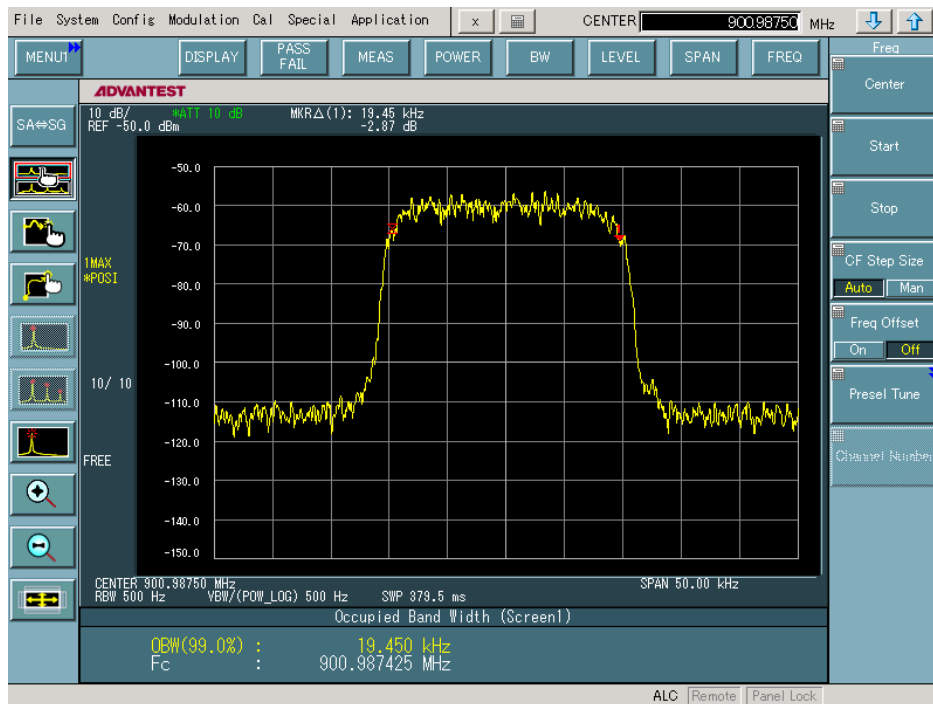 File System Config Modulation Cal Special Application x CENTER 900.98750 MHz
MENU1 DISPLAY PASS FAIL MEAS POWER BW LEVEL SPAN FREQ
Freq
Center
Start
Stop
CF Step Size
Auto Man
Freq Offset
On Off
Presel Tune
Channel Number
ADVANTEST
SA⇔SG
10 dB/ *ATT 10 dB MKRΔ(1): 19.45 kHz
REF -50.0 dBm -2.87 dB
-50.0
-60.0
-70.0
1MAX
*POSI
-80.0
-90.0
-100.0
10/ 10
-110.0
-120.0
FREE
-130.0
-140.0
-150.0
CENTER 900.98750 MHz SPAN 50.00 kHz
RBW 500 Hz VBW/(POW_LOG) 500 Hz SWP 379.5 ms
Occupied Band Width (Screen1)
OBW(99.0%) : 19.450 kHz
Fc : 900.987425 MHz
ALC Remote Panel Lock